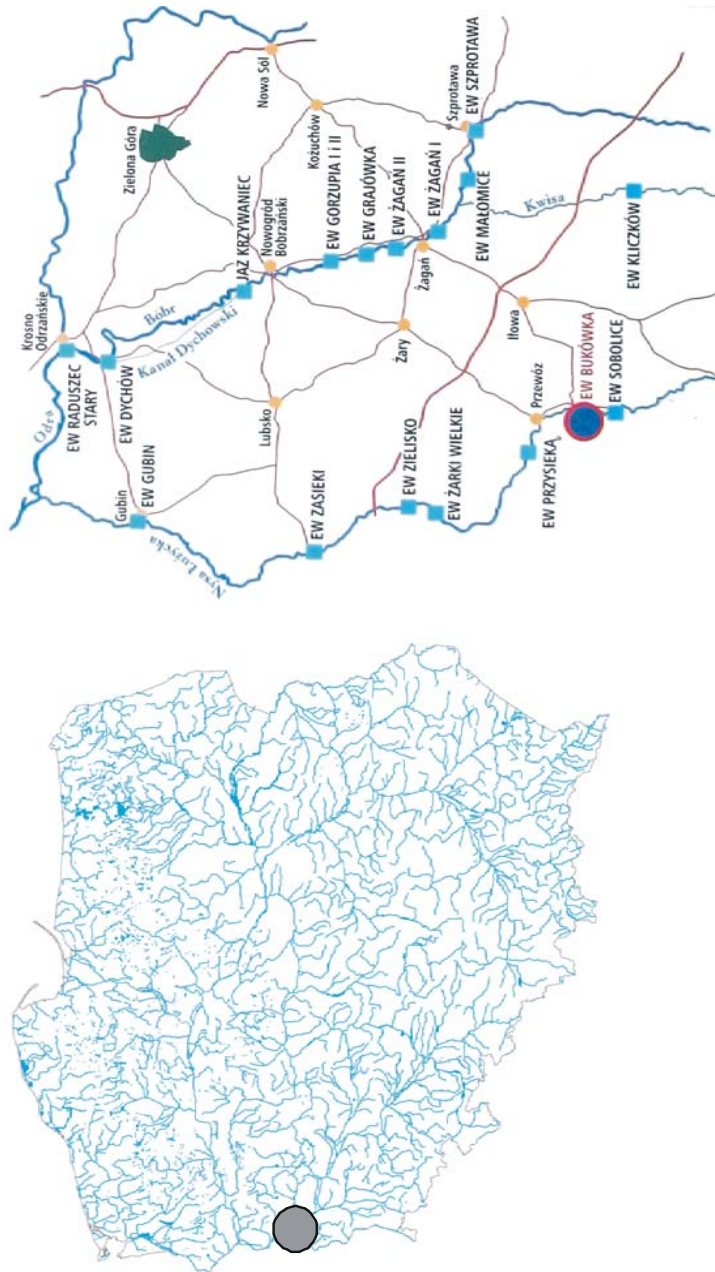 Krosno
Odrzańskie
Odra
EW RADUSZEC
STARY
EW DYCHÓW
Gubin
EW GUBIN
Nysa Łużycka
Bóbr
Kanał Dychowski
Zielona Góra
Nowa Sól
JAZ KRZYWANIEC
Nowogród
Bobrzański
Kożuchów
Lubsko
EW ZASIEKI
EW GORZUPIA I i II
EW GRAJÓWKA
EW ŻAGAŃ II
EW ŻAGAŃ I
Żagań
Żary
EW ZIELISKO
EW ŻARKI WIELKIE
Szprotawa
EW SZPROTAWA
EW MAŁOMICE
Kwisa
Iłowa
Przewóz
EW PRZYSIEKA
EW BUKÓWKA
EW SOBOLICE
EW KLICZKÓW